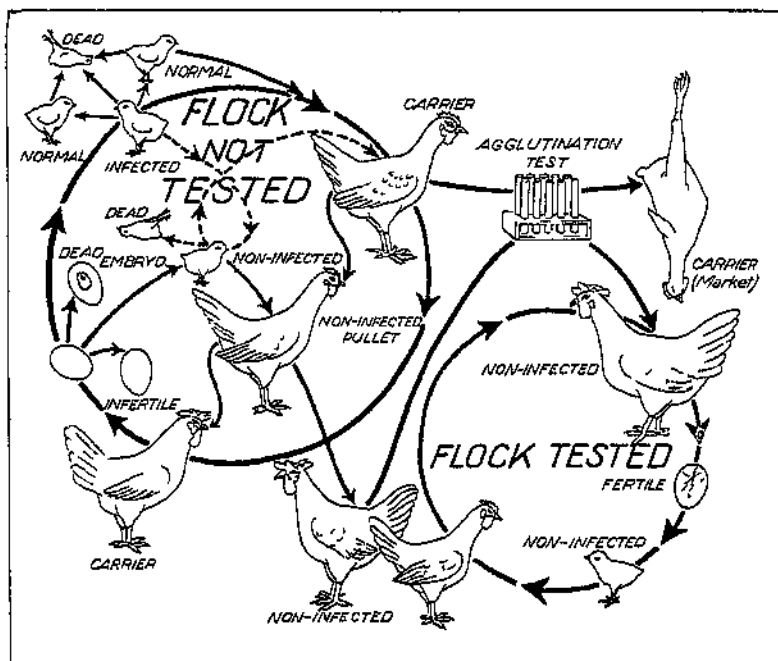 DEAD
NORMAL
NORMAL
INFECTED
FLOCK
NOT
TESTED
CARRIER
AGGLUTINATION
TEST
CARRIER
(Market)
DEAD
DEAD EMBRYO
NON-INFECTED
NON-INFECTED
PULLET
INFERTILE
CARRIER
NON-INFECTED
NON-INFECTED
FLOCK TESTED
FERTILE
NON-INFECTED